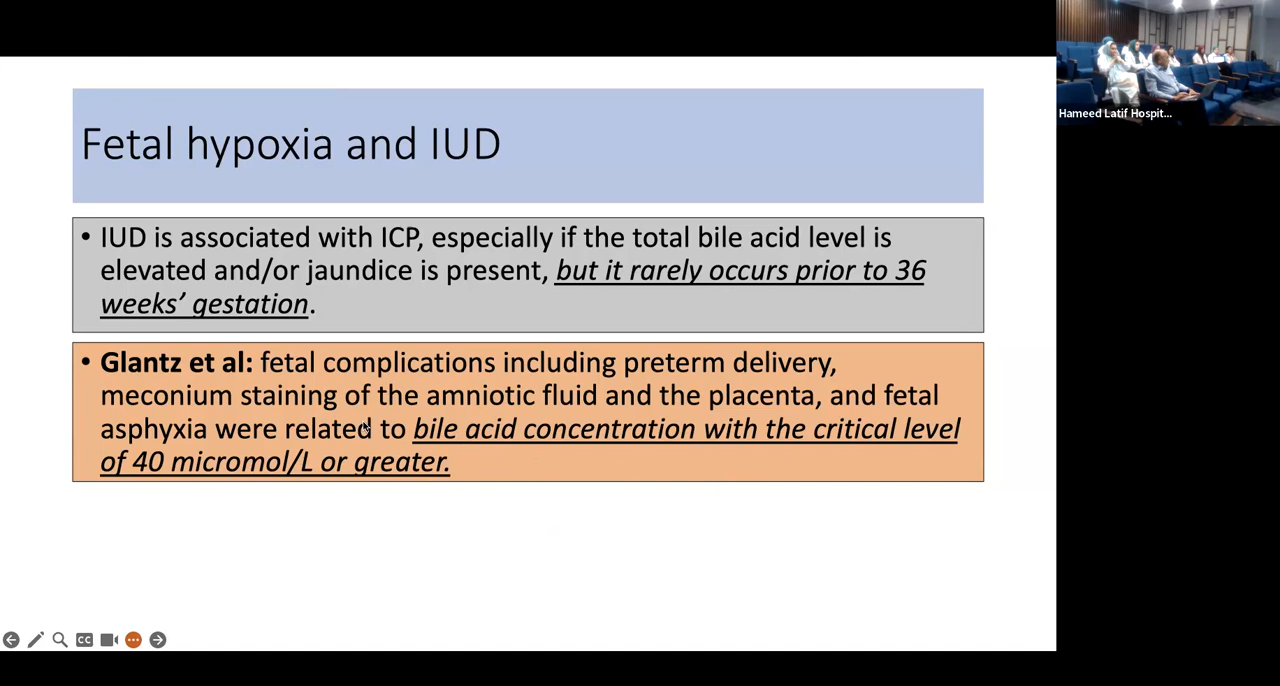 Fetal hypoxia and IUD
• IUD is associated with ICP, especially if the total bile acid level is
elevated and/or jaundice is present, but it rarely occurs prior to 36
weeks’ gestation.
• Glantz et al: fetal complications including preterm delivery,
meconium staining of the amniotic fluid and the placenta, and fetal
asphyxia were related to bile acid concentration with the critical level
of 40 micromol/L or greater.
Hameed Latif Hospit...
CC